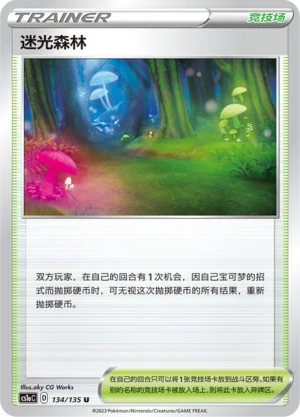 TRAINER
竞技场
迷光森林
双方玩家，在自己的回合有1次机会，因自己宝可梦的招
式而抛掷硬币时，可无视这次抛掷硬币的所有结果，重新
抛掷硬币。
Illus.aky CG Works
CS1aC D 134/135 U
在自己的回合只可以将1张竞技场卡放到战斗区旁。如果有
别的名称的竞技场卡被放入场上，则将此卡放入弃牌区。
©2023 Pokémon/Nintendo/Creatures/GAME FREAK.